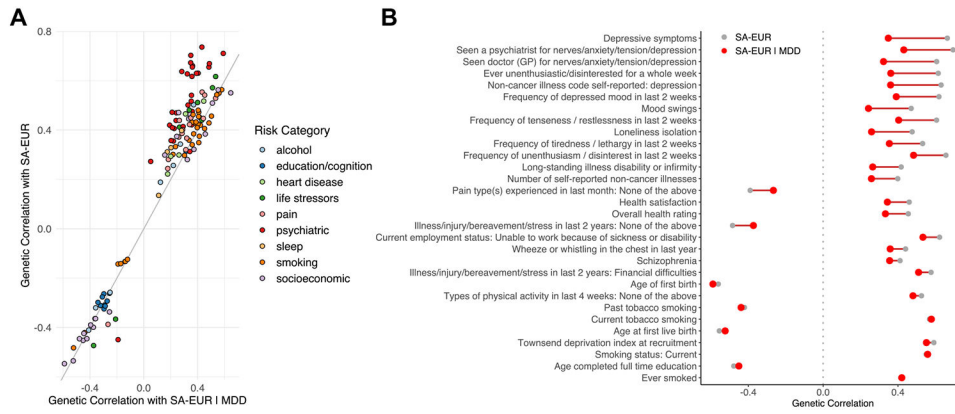 A
0.8
0.4
0.0
-0.4
Genetic Correlation with SA-EUR
-0.4
0.0
0.4
Genetic Correlation with SA-EUR | MDD
Risk Category
alcohol
education/cognition
heart disease
life stressors
pain
psychiatric
sleep
smoking
socioeconomic
B
SA-EUR
SA-EUR | MDD
Depressive symptoms
Seen a psychiatrist for nerves/anxiety/tension/depression
Seen doctor (GP) for nerves/anxiety/tension/depression
Ever unenthusiastic/disinterested for a whole week
Non-cancer illness code self-reported: depression
Frequency of depressed mood in last 2 weeks
Mood swings
Frequency of tenseness / restlessness in last 2 weeks
Loneliness isolation
Frequency of tiredness / lethargy in last 2 weeks
Frequency of unenthusiasm / disinterest in last 2 weeks
Long-standing illness disability or infirmity
Number of self-reported non-cancer illnesses
Pain type(s) experienced in last month: None of the above
Health satisfaction
Overall health rating
Illness/injury/bereavement/stress in last 2 years: None of the above
Current employment status: Unable to work because of sickness or disability
Wheeze or whistling in the chest in last year
Schizophrenia
Illness/injury/bereavement/stress in last 2 years: Financial difficulties
Age of first birth
Types of physical activity in last 4 weeks: None of the above
Past tobacco smoking
Current tobacco smoking
Age at first live birth
Townsend deprivation index at recruitment
Smoking status: Current
Age completed full time education
Ever smoked
-0.4
0.0
0.4
Genetic Correlation